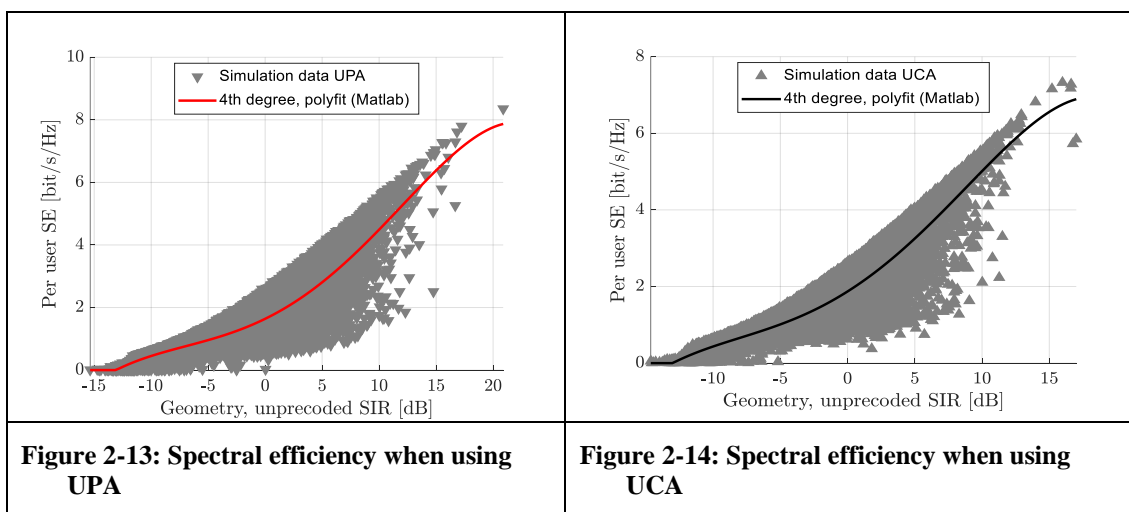 10
8
6
4
2
0
Per user SE [bit/s/Hz]
Simulation data UPA
4th degree, polyfit (Matlab)
-15 -10 -5 0 5 10 15 20
Geometry, unprecoded SIR [dB]
8
6
4
2
0
Per user SE [bit/s/Hz]
Simulation data UCA
4th degree, polyfit (Matlab)
-10 -5 0 5 10 15
Geometry, unprecoded SIR [dB]
Figure 2-13: Spectral efficiency when using
UPA
Figure 2-14: Spectral efficiency when using
UCA